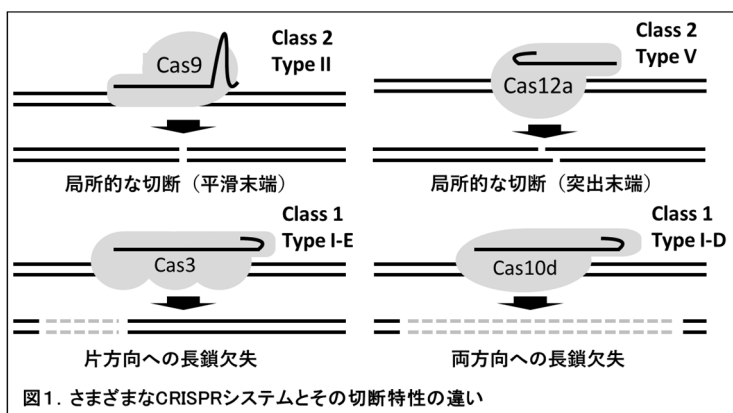 Class 2
Type II
Cas9
局所的な切断（平滑末端）
Class 2
Type V
Cas12a
局所的な切断（突出末端）
Class 1
Type I-E
Cas3
片方向への長鎖欠失
Class 1
Type I-D
Cas10d
両方向への長鎖欠失
図１．さまざまなCRISPRシステムとその切断特性の違い